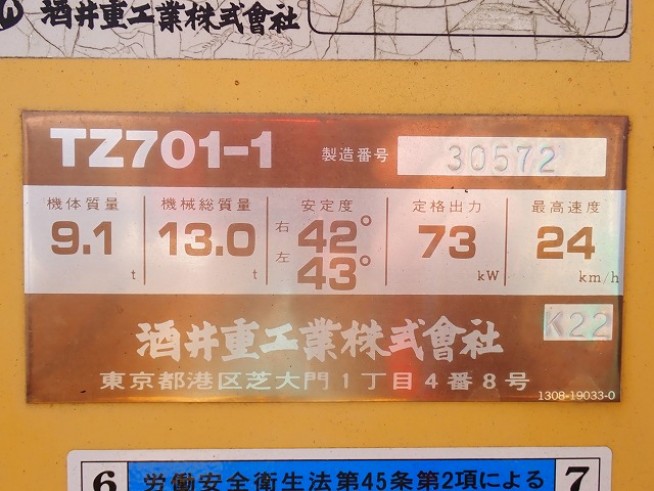 酒井重工業株式會社
TZ701-1 製造番号 30572
機体質量 機械総質量 安定度 定格出力 最高速度
9.1 t 13.0 t 右 42° 左 43° 73 kW 24 km/h
酒井重工業株式會社 K22
東京都港区芝大門1丁目4番8号
1308-19033-0
6 労働安全衛生法第45条第2項による 7